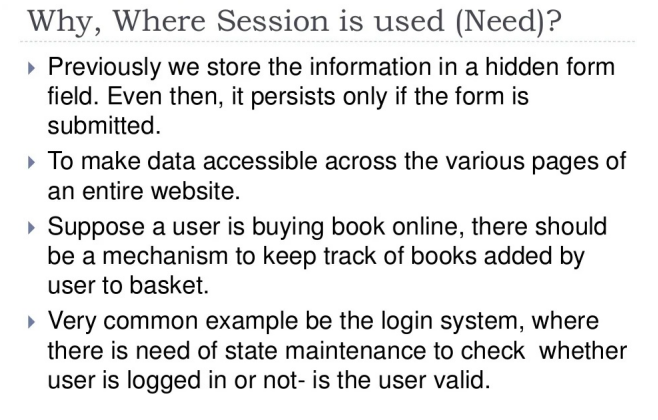 Why, Where Session is used (Need)?
Previously we store the information in a hidden form
field. Even then, it persists only if the form is
submitted.
To make data accessible across the various pages of
an entire website.
Suppose a user is buying book online, there should
be a mechanism to keep track of books added by
user to basket.
Very common example be the login system, where
there is need of state maintenance to check whether
user is logged in or not- is the user valid.